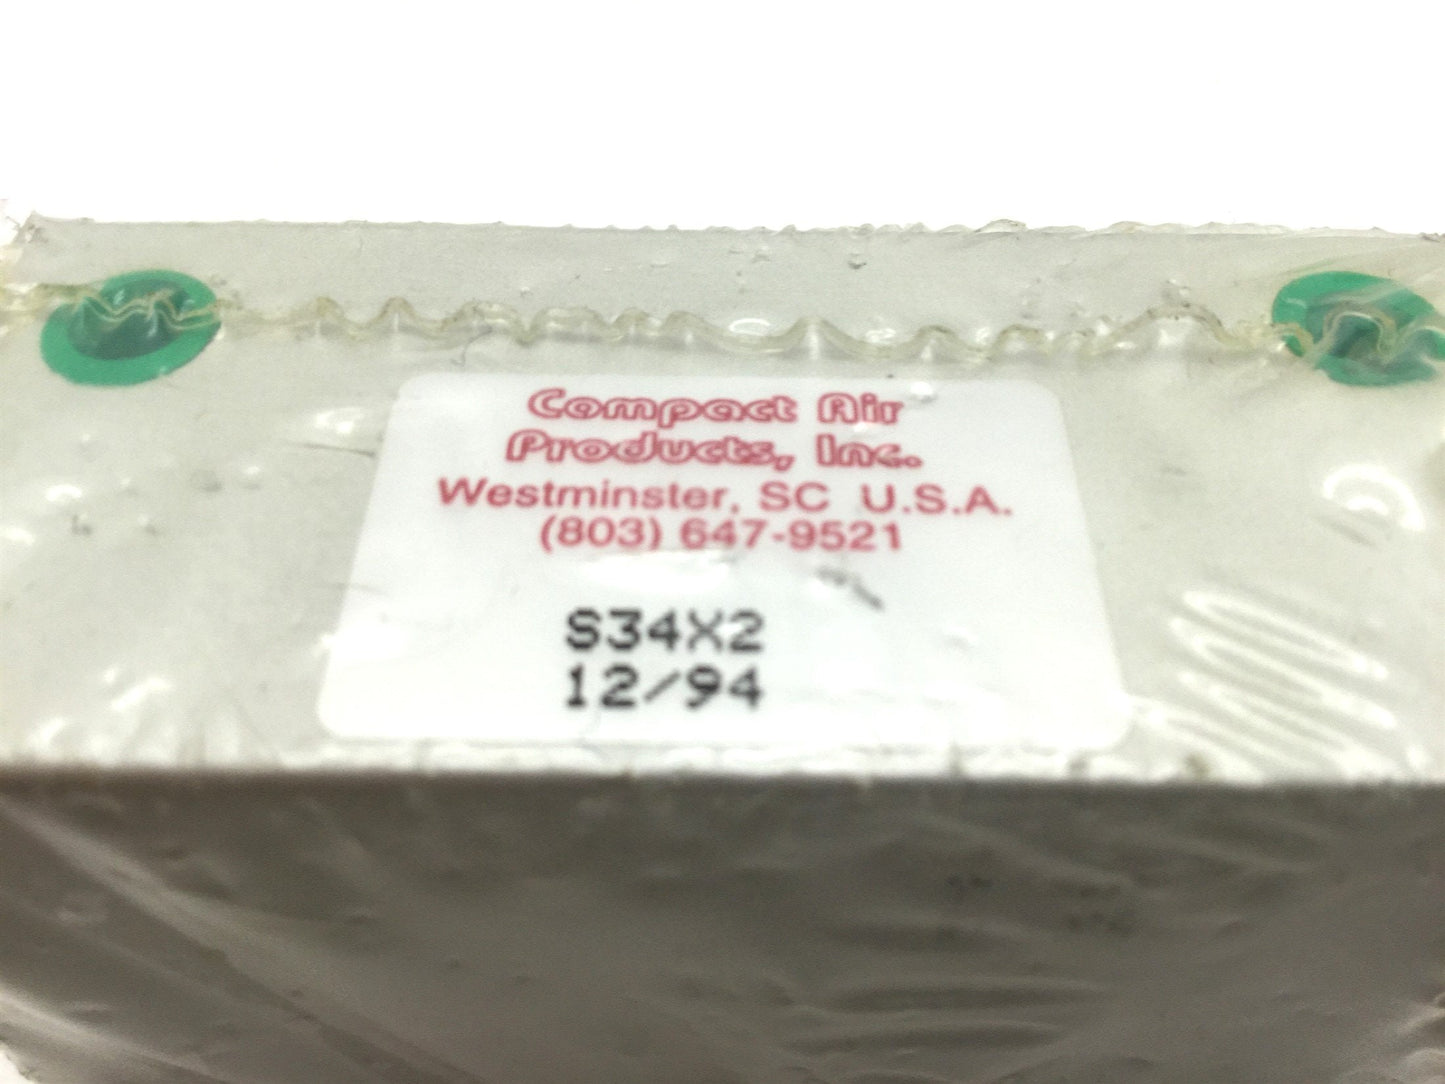 Compact Air
Products, Inc.
Westminster, SC U.S.A.
(803) 647-9521
S34X2
12/94